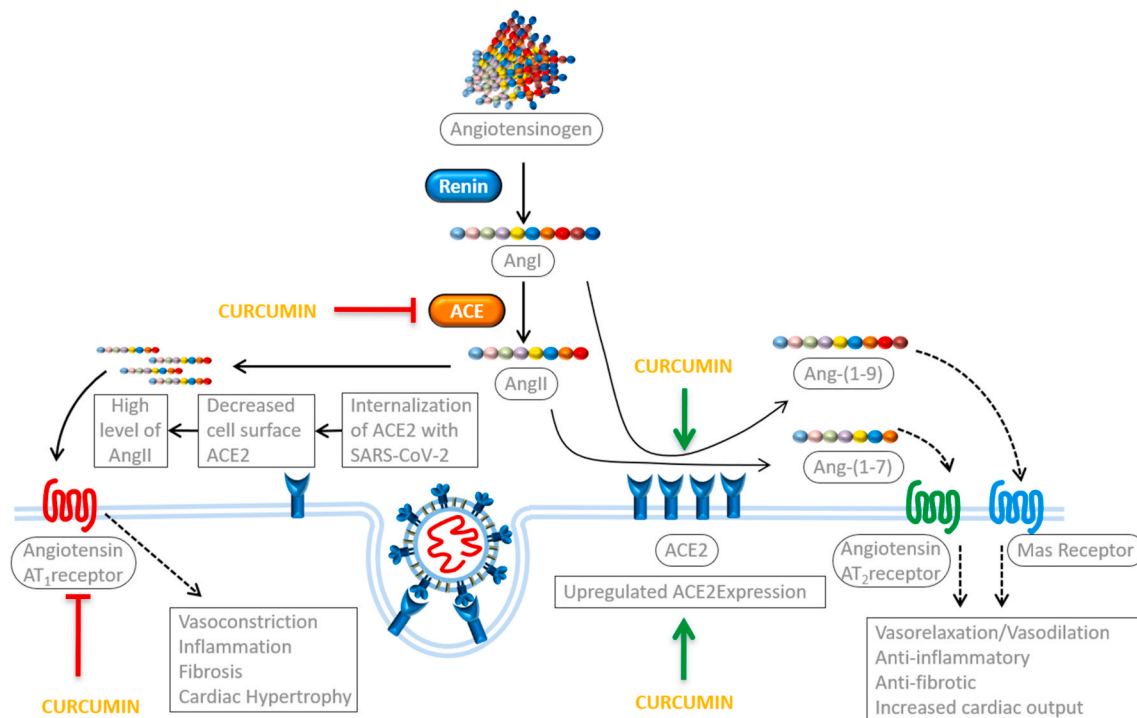 Angiotensinogen
Renin
AngI
CURCUMIN
ACE
AngII
CURCUMIN
Ang-(1-9)
Ang-(1-7)
High
level of
AngII
Decreased
cell surface
ACE2
Internalization
of ACE2 with
SARS-CoV-2
Angiotensin
AT₁receptor
ACE2
Angiotensin
AT₂receptor
Mas Receptor
Upregulated ACE2Expression
Vasoconstriction
Inflammation
Fibrosis
Cardiac Hypertrophy
Vasorelaxation/Vasodilation
Anti-inflammatory
Anti-fibrotic
Increased cardiac output
CURCUMIN
CURCUMIN